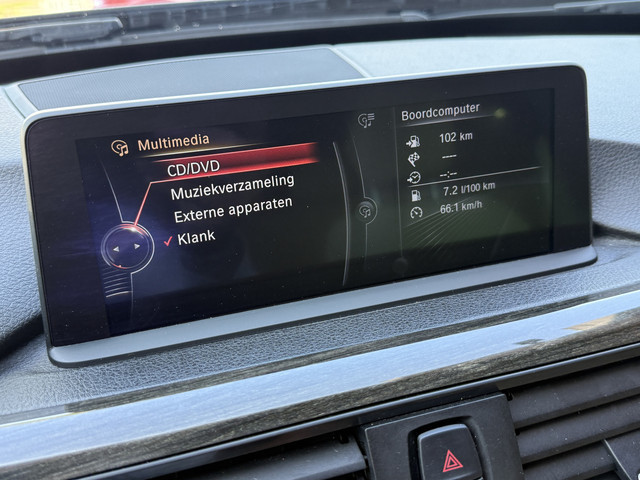 Multimedia
CD/DVD
Muziekverzameling
Externe apparaten
Klank
Boordcomputer
102 km
----
--:--
7.2 l/100 km
66.1 km/h